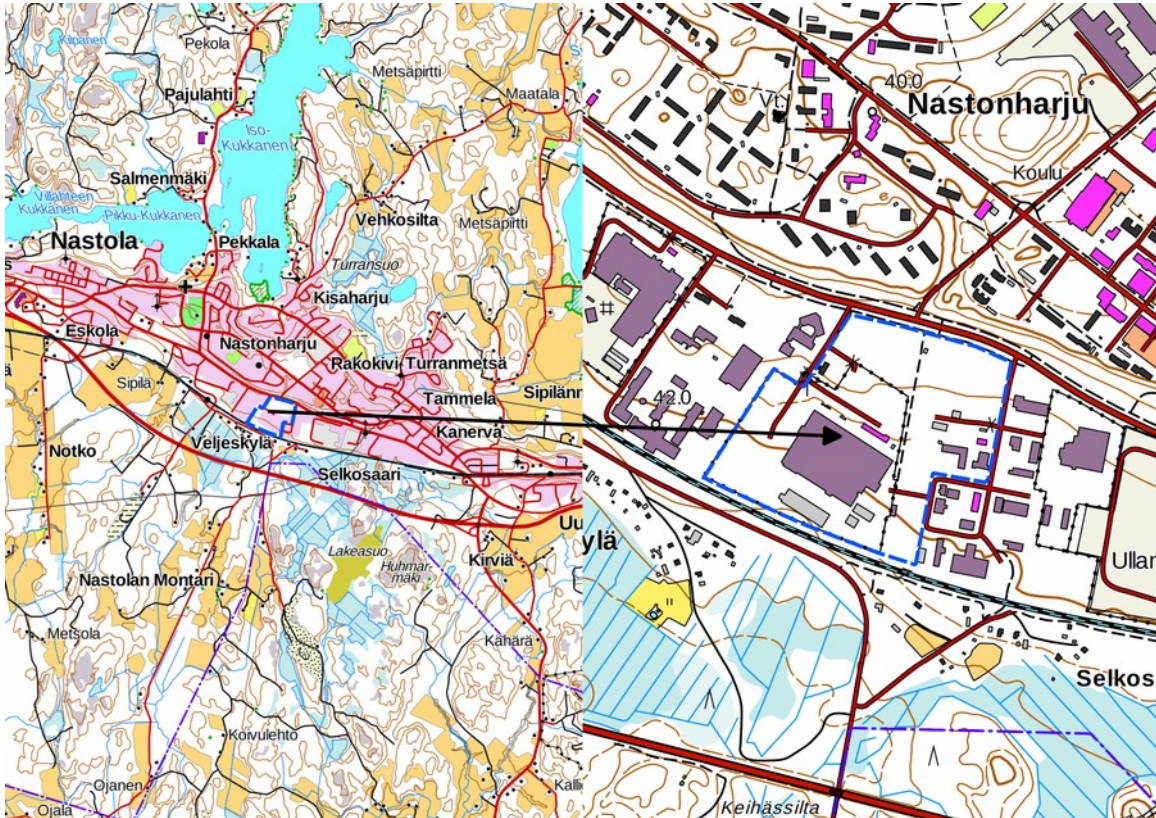 Kilpanen
Pekola
Metsäpirtti
Maatala
Pajulahti
Iso-
Kukkanen
Salmenmäki
Villähteen
Kukkanen
Pikku-Kukkanen
Vehkosilta
Metsäpirtti
Nastola
Pekkala
Turransuo
Kisaharju
Eskola
Nastonharju
Rakokivi
Turranmetsä
Sipilä
Tammela
Sipilänn
Veljeskylä
Kanerva
Notko
Selkosaari
Uu
Lakeasuo
Huhmar-
mäki
Kirviä
Nastolan Montari
Metsola
Kähärä
Koivulehto
Ojanen
Kalli
Ojala
40.0
Nastonharju
Vt.
Koulu
42.0
ylä
Ullan
Selkos
Keihässilta